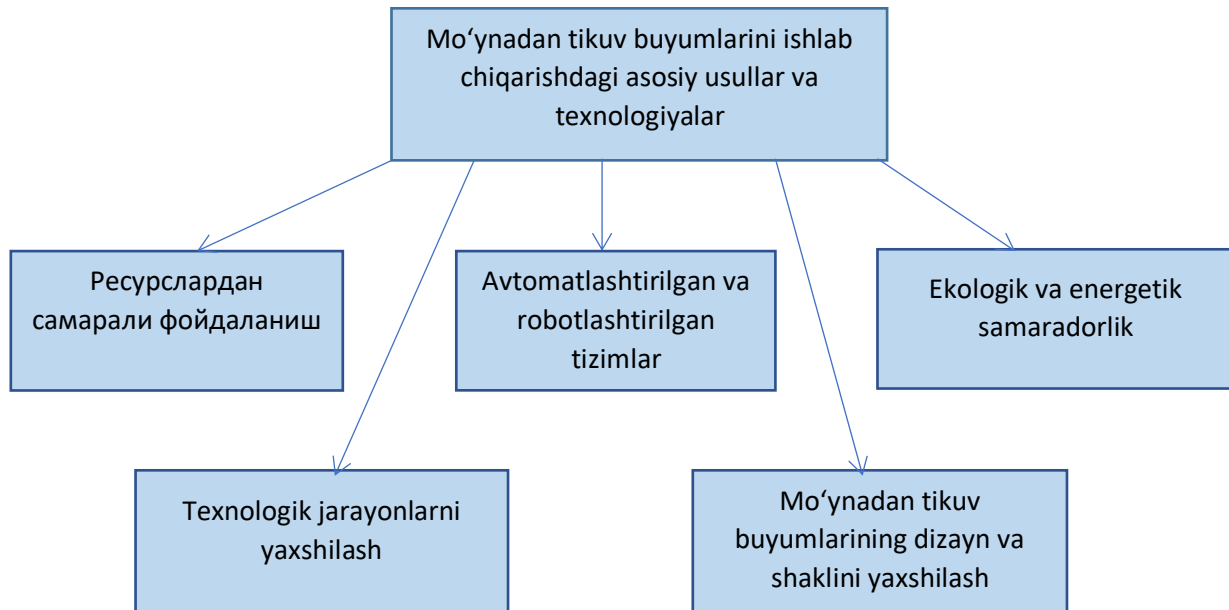 Mo‘ynadan tikuv buyumlarini ishlab
chiqarishdagi asosiy usullar va
texnologiyalar
Ресурслардан
самарали фойдаланиш
Avtomatlashtirilgan va
robotlashtirilgan
tizimlar
Ekologik va energetik
samaradorlik
Texnologik jarayonlarni
yaxshilash
Mo‘ynadan tikuv
buyumlarining dizayn va
shaklini yaxshilash